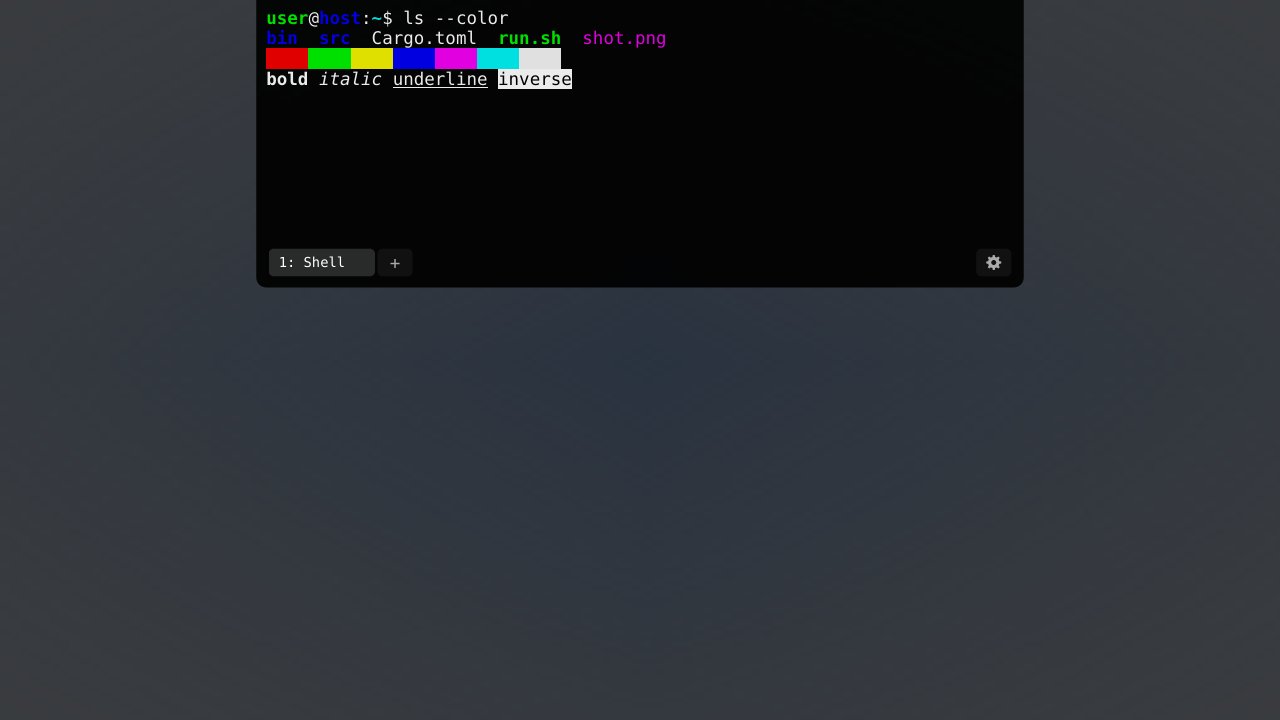 user@host:~$ ls --color
bin  src  Cargo.toml  run.sh  shot.png
bold italic underline inverse
1: Shell +